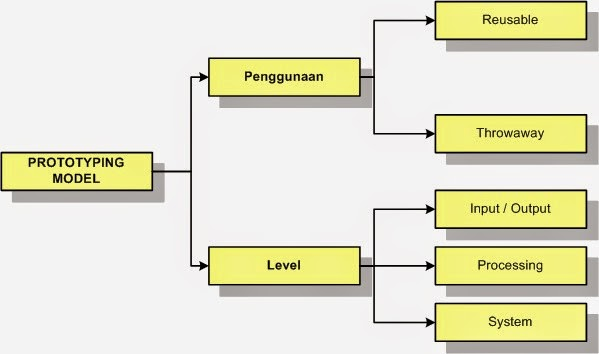 PROTOTYPING
MODEL
Penggunaan
Reusable
Throwaway
Level
Input / Output
Processing
System